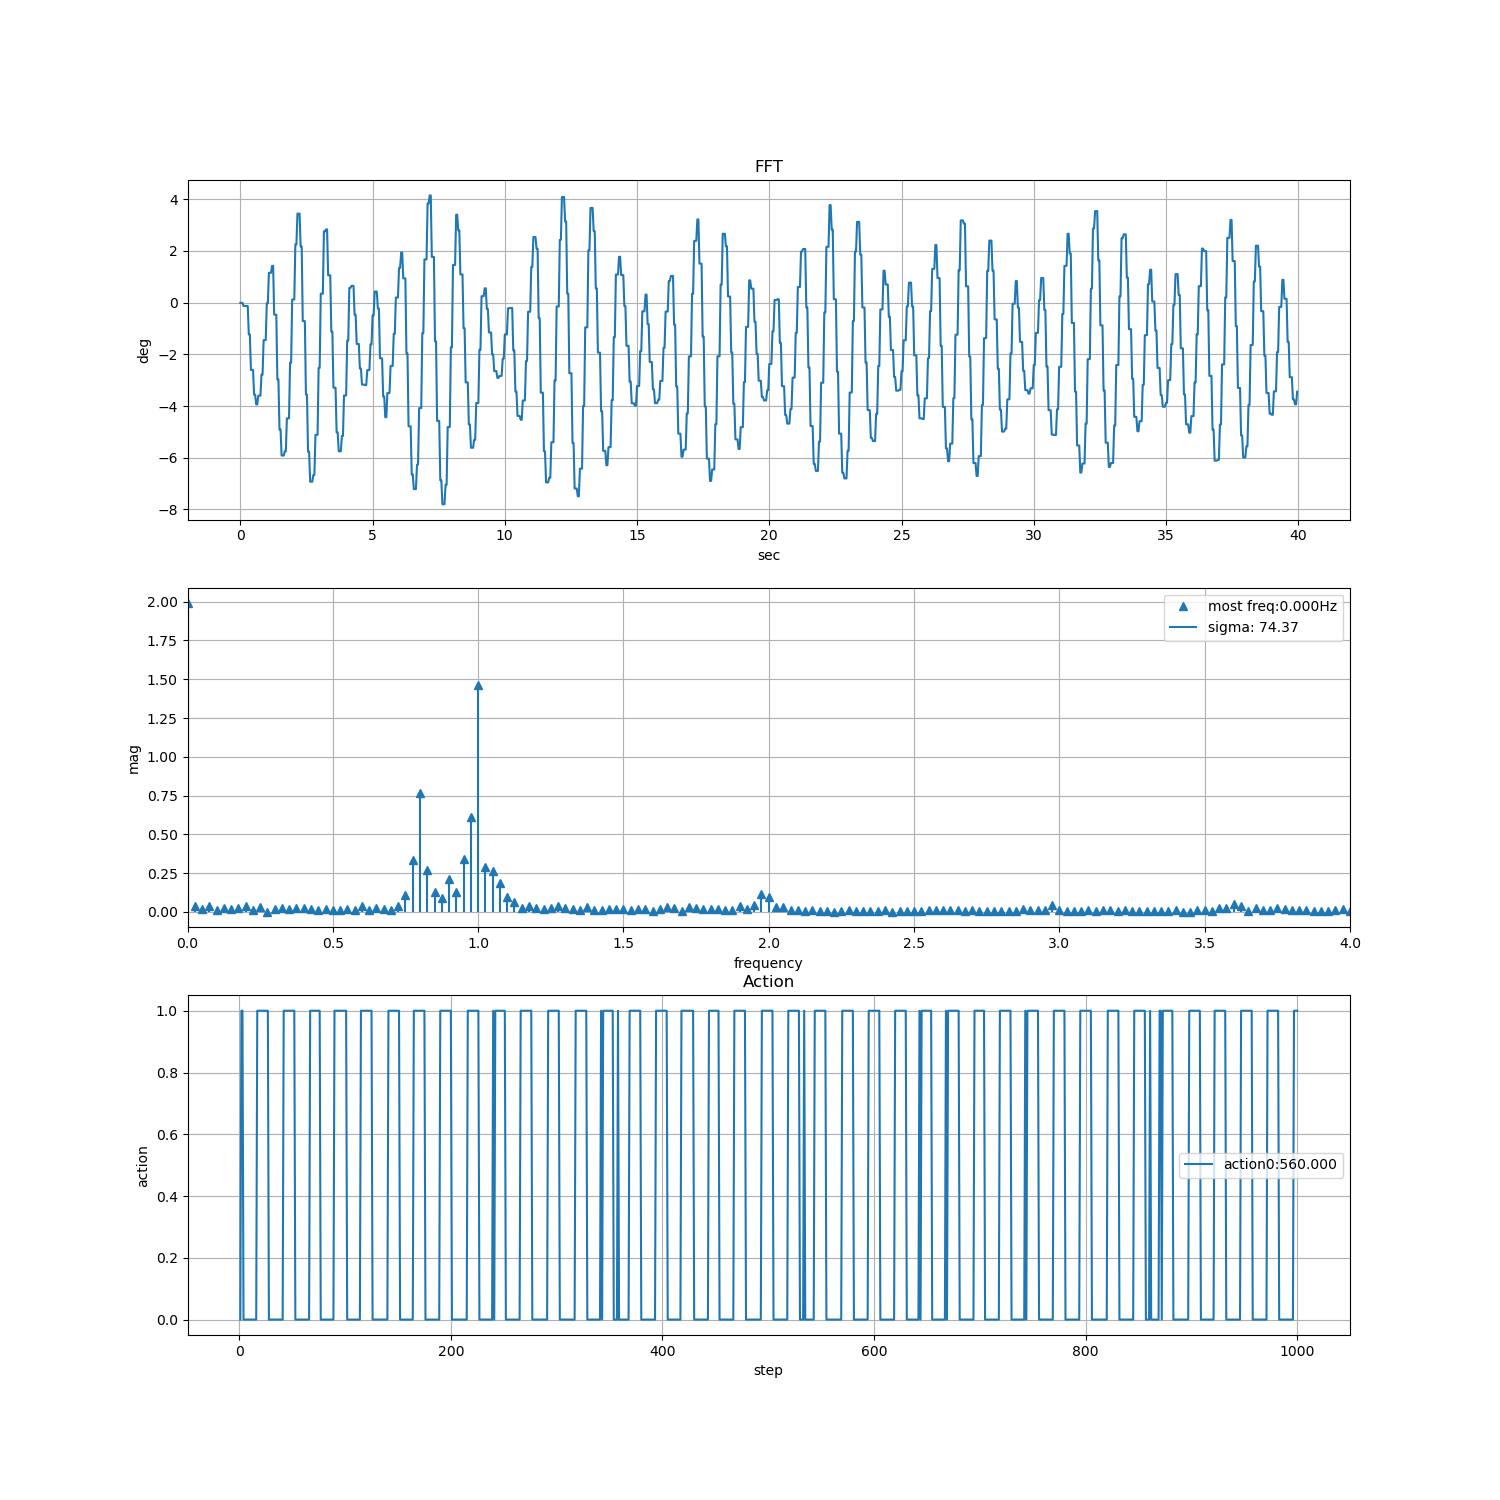 FFT
4
2
0
−2
−4
−6
−8
deg
0 5 10 15 20 25 30 35 40
sec
2.00
1.75
1.50
1.25
1.00
0.75
0.50
0.25
0.00
mag
most freq:0.000Hz
sigma: 74.37
0.0 0.5 1.0 1.5 2.0 2.5 3.0 3.5 4.0
frequency
Action
1.0
0.8
0.6
0.4
0.2
0.0
action
action0:560.000
0 200 400 600 800 1000
step